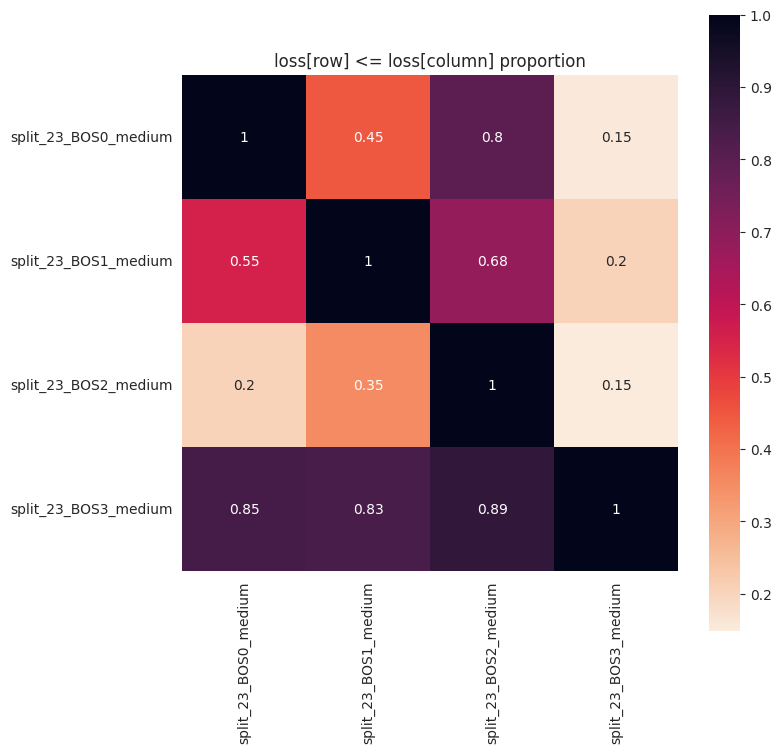 loss[row] <= loss[column] proportion
split_23_BOS0_medium
1
0.45
0.8
0.15
split_23_BOS1_medium
0.55
1
0.68
0.2
split_23_BOS2_medium
0.2
0.35
1
0.15
split_23_BOS3_medium
0.85
0.83
0.89
1
split_23_BOS0_medium
split_23_BOS1_medium
split_23_BOS2_medium
split_23_BOS3_medium
1.0
0.9
0.8
0.7
0.6
0.5
0.4
0.3
0.2